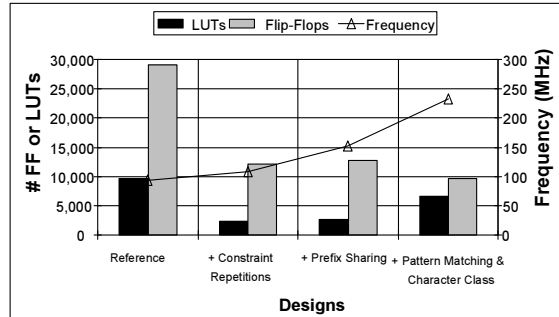 LUTs Flip-Flops Frequency
30,000
25,000
20,000
15,000
10,000
5,000
0
# FF or LUTs
300
250
200
150
100
50
0
Frequency (MHz)
Reference
+ Constraint
Repetitions
+ Prefix Sharing
+ Pattern Matching &
Character Class
Designs